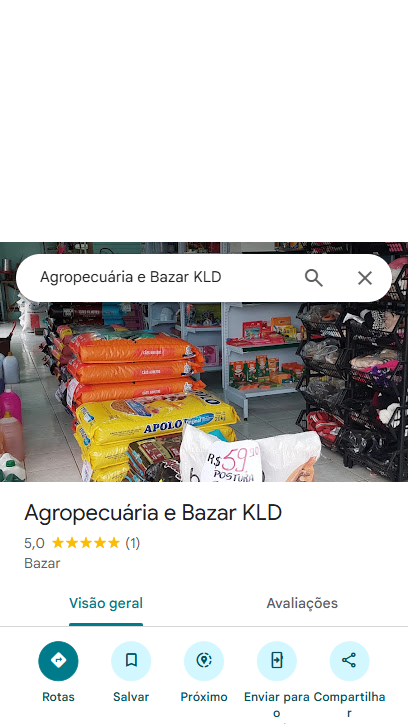 Agropecuária e Bazar KLD
APOLO
R$59,00
POSTURA
Agropecuária e Bazar KLD
5,0 (1)
Bazar
Visão geral Avaliações
Rotas Salvar Próximo Enviar para o Compartilhar